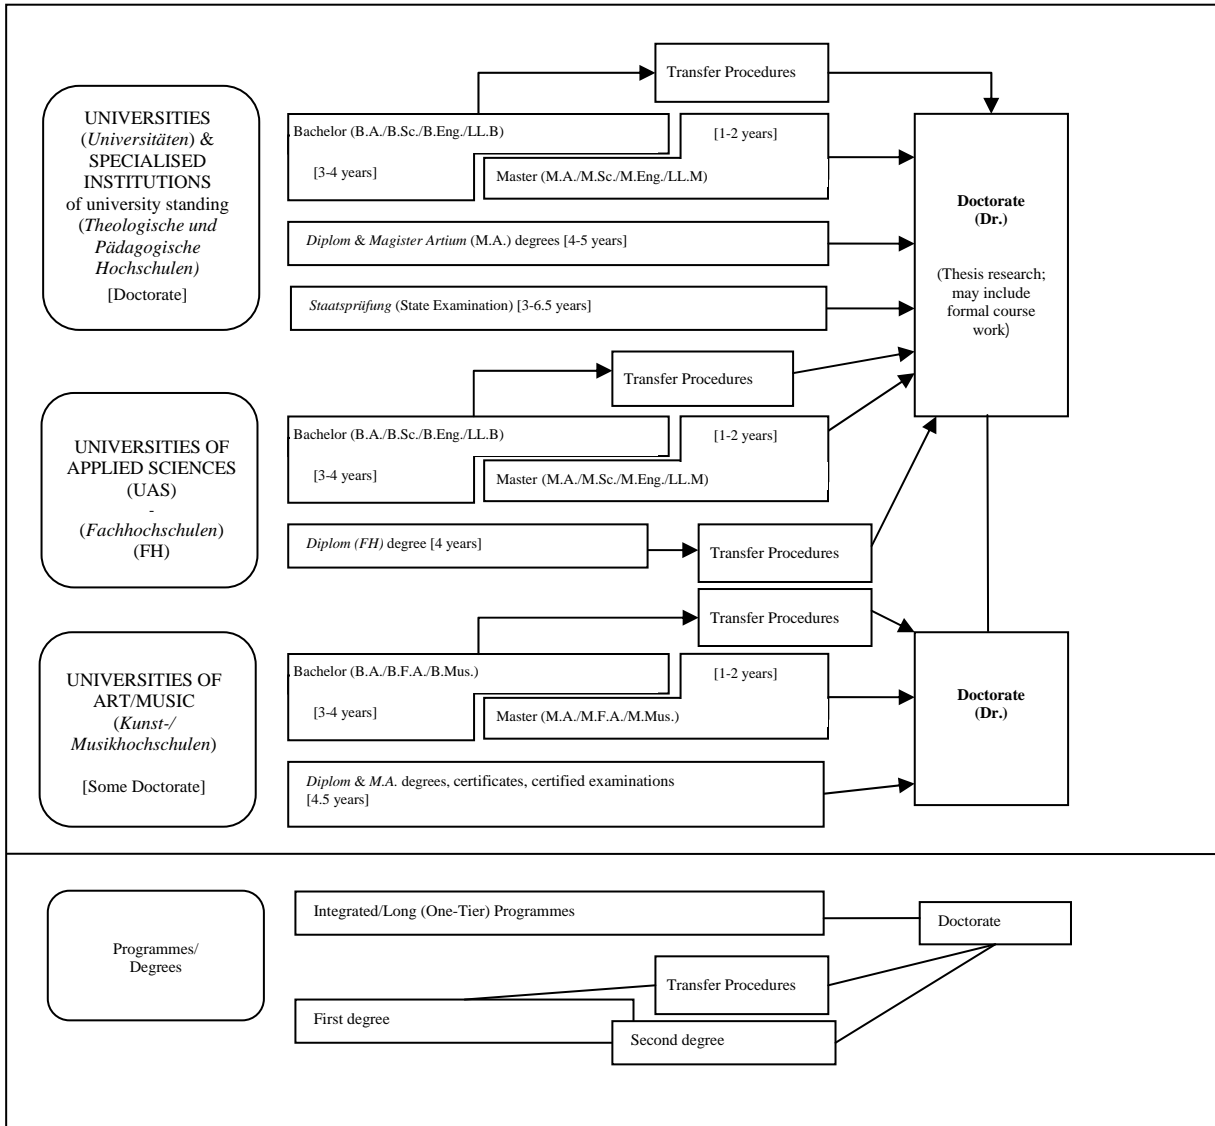 Transfer Procedures
UNIVERSITIES
(Universitäten) &
SPECIALISED
INSTITUTIONS
of university standing
(Theologische und
Pädagogische
Hochschulen)
[Doctorate]
Bachelor (B.A./B.Sc./B.Eng./LL.B)
[3-4 years]
[1-2 years]
Master (M.A./M.Sc./M.Eng./LL.M)
Diplom & Magister Artium (M.A.) degrees [4-5 years]
Staatsprüfung (State Examination) [3-6.5 years]
Doctorate
(Dr.)
(Thesis research;
may include
formal course
work)
Transfer Procedures
UNIVERSITIES OF
APPLIED SCIENCES
(UAS)
-
(Fachhochschulen)
(FH)
Bachelor (B.A./B.Sc./B.Eng./LL.B)
[3-4 years]
[1-2 years]
Master (M.A./M.Sc./M.Eng./LL.M)
Diplom (FH) degree [4 years]
Transfer Procedures
Transfer Procedures
UNIVERSITIES OF
ART/MUSIC
(Kunst-/
Musikhochschulen)
[Some Doctorate]
Bachelor (B.A./B.F.A./B.Mus.)
[3-4 years]
[1-2 years]
Master (M.A./M.F.A./M.Mus.)
Diplom & M.A. degrees, certificates, certified examinations
[4.5 years]
Doctorate
(Dr.)
Programmes/
Degrees
Integrated/Long (One-Tier) Programmes
Doctorate
Transfer Procedures
First degree
Second degree